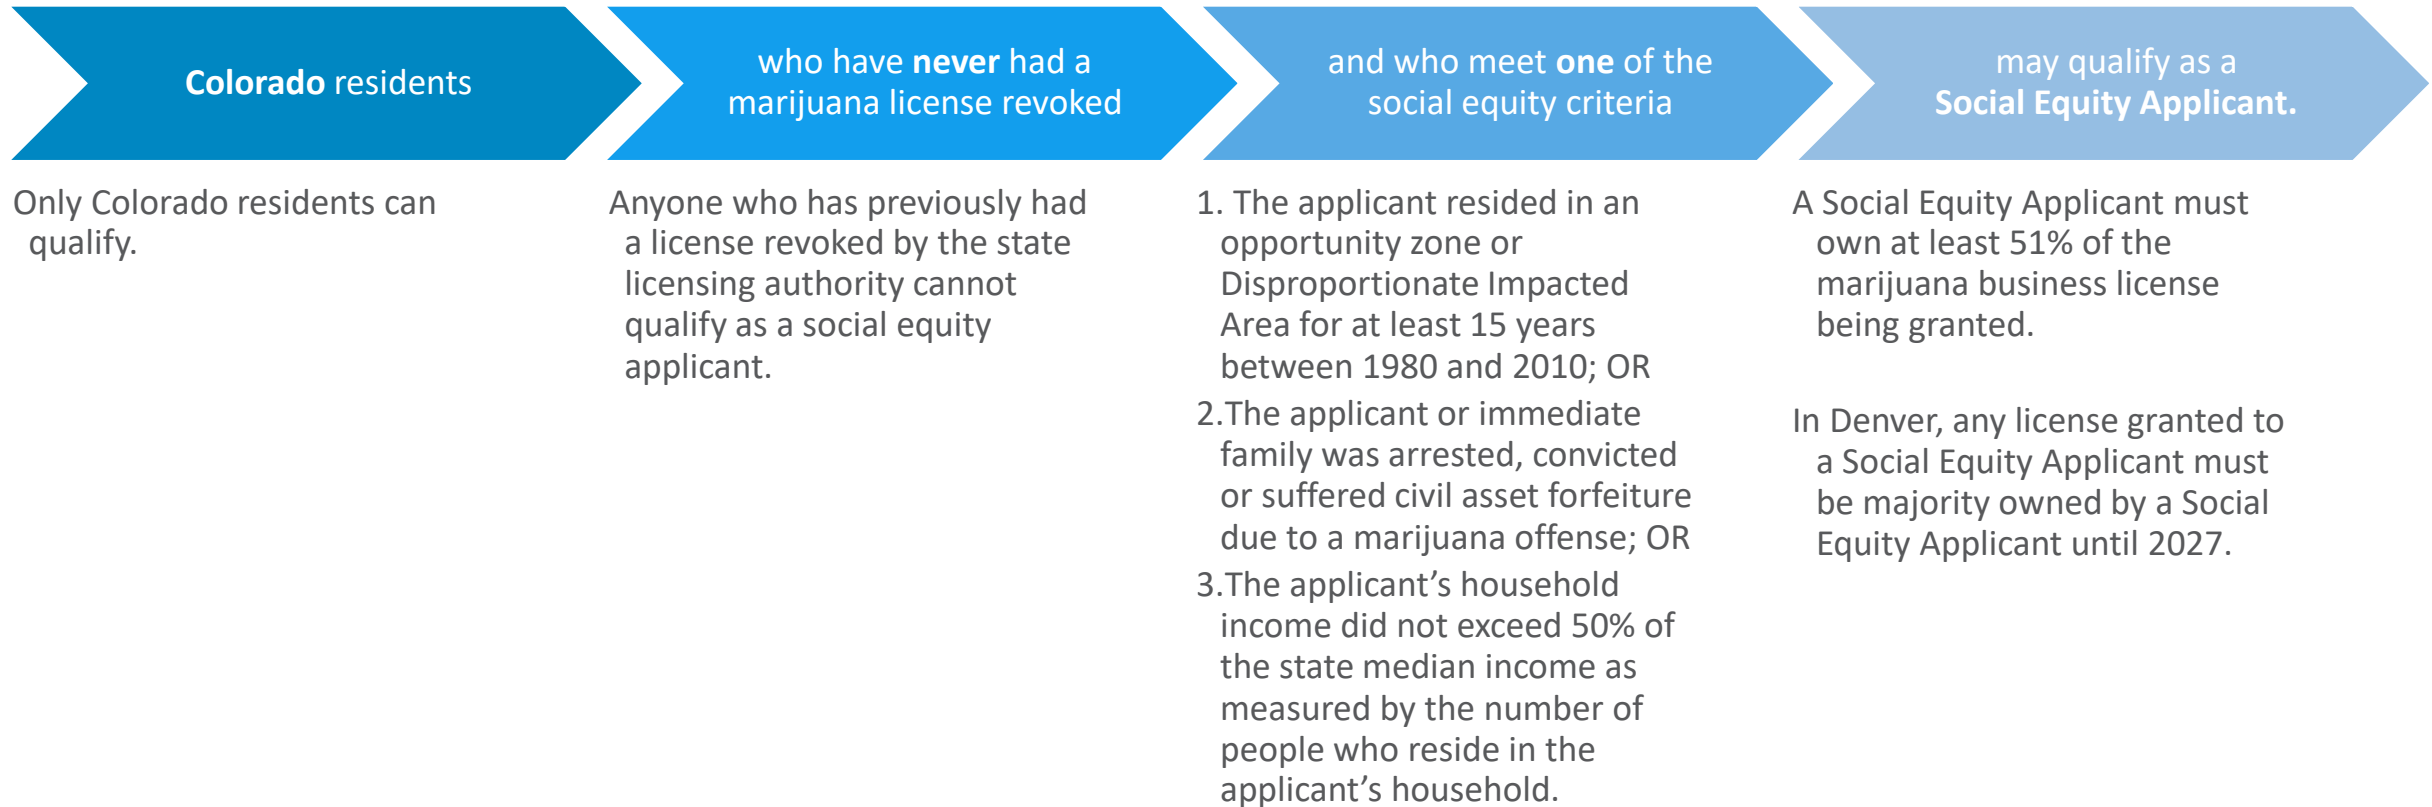 Colorado residents
who have never had a
marijuana license revoked
and who meet one of the
social equity criteria
may qualify as a
Social Equity Applicant.
Only Colorado residents can
qualify.
Anyone who has previously had
a license revoked by the state
licensing authority cannot
qualify as a social equity
applicant.
1. The applicant resided in an
opportunity zone or
Disproportionate Impacted
Area for at least 15 years
between 1980 and 2010; OR
2.The applicant or immediate
family was arrested, convicted
or suffered civil asset forfeiture
due to a marijuana offense; OR
3.The applicant’s household
income did not exceed 50% of
the state median income as
measured by the number of
people who reside in the
applicant’s household.
A Social Equity Applicant must
own at least 51% of the
marijuana business license
being granted.
In Denver, any license granted to
a Social Equity Applicant must
be majority owned by a Social
Equity Applicant until 2027.